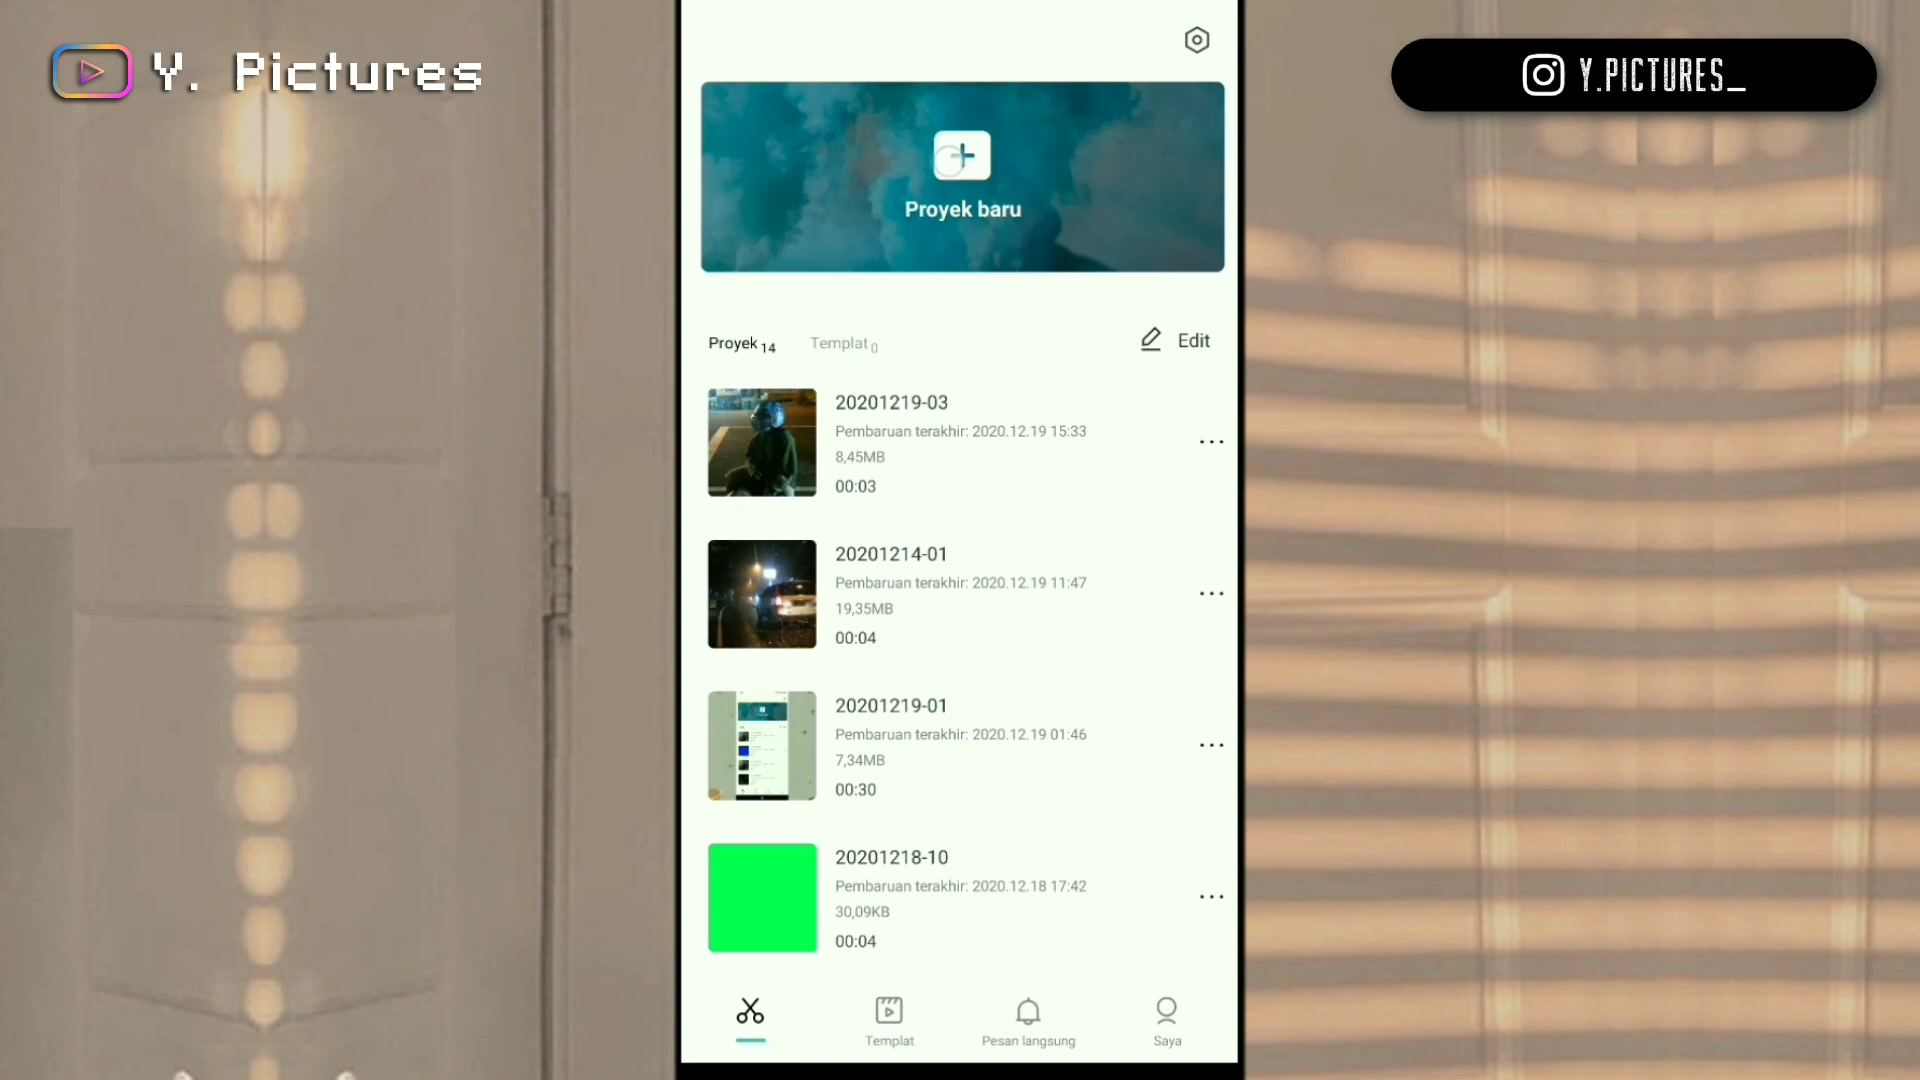 Y. Pictures
Y.PICTURES_
Proyek baru
Proyek 14
Templat 0
Edit
20201219-03
Pembaruan terakhir: 2020.12.19 15:33
8,45MB
00:03
20201214-01
Pembaruan terakhir: 2020.12.19 11:47
19,35MB
00:04
20201219-01
Pembaruan terakhir: 2020.12.19 01:46
7,34MB
00:30
20201218-10
Pembaruan terakhir: 2020.12.18 17:42
30,09KB
00:04
Templat
Pesan langsung
Saya